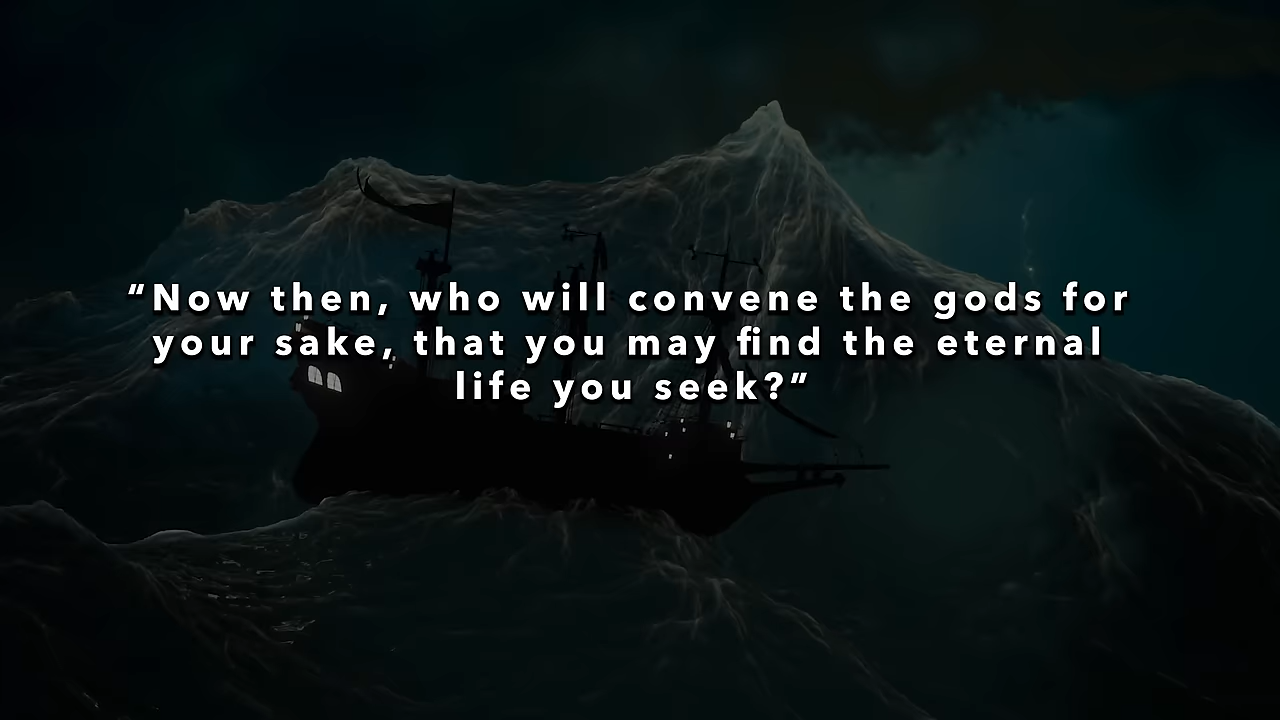 “Now then, who will convene the gods for
your sake, that you may find the eternal
life you seek?”